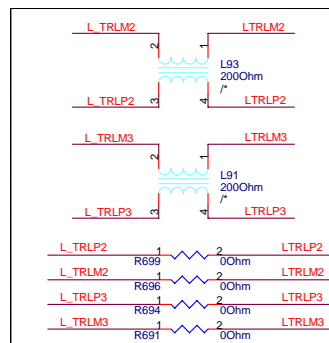 L_TRLM2 LTRLM2
2 1
L93
200Ohm
/*
3 4
L_TRLP2 LTRLP2
L_TRLM3 LTRLM3
2 1
L91
200Ohm
/*
3 4
L_TRLP3 LTRLP3
L_TRLP2 1 2 LTRLP2
R699 0Ohm
L_TRLM2 1 2 LTRLM2
R696 0Ohm
L_TRLP3 1 2 LTRLP3
R694 0Ohm
L_TRLM3 1 2 LTRLM3
R691 0Ohm